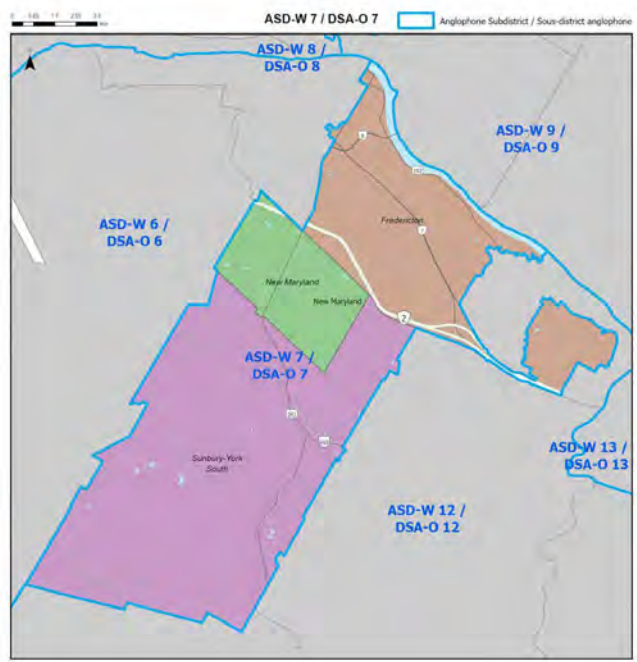 ASD-W 7 / DSA-O 7
Anglophone Subdistrict / Sous-district anglophone
ASD-W 8 /
DSA-O 8
ASD-W 9 /
DSA-O 9
ASD-W 6 /
DSA-O 6
Fredericton
New Maryland
New Maryland
2
ASD-W 7 /
DSA-O 7
Sunbury-York
South
ASD-W 13 /
DSA-O 13
ASD-W 12 /
DSA-O 12